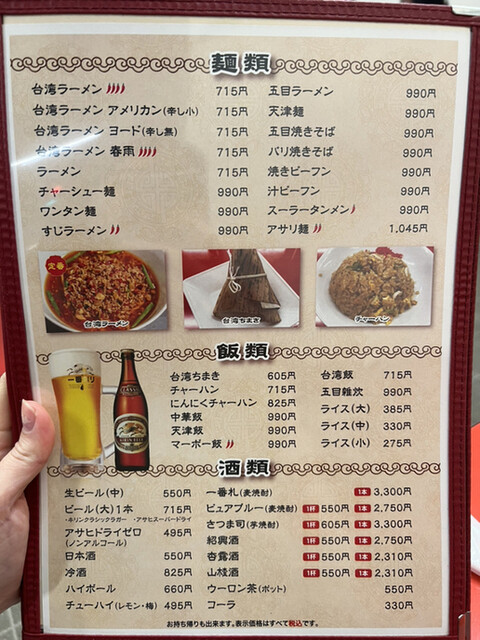 麺類
台湾ラーメン 715円
台湾ラーメン アメリカン(辛し小) 715円
台湾ラーメン ヨード(辛し無) 715円
台湾ラーメン 春雨 715円
ラーメン 715円
チャーシュー麺 990円
ワンタン麺 990円
すじラーメン 990円
五目ラーメン 990円
天津麺 990円
五目焼きそば 990円
バリ焼きそば 990円
焼きビーフン 990円
汁ビーフン 990円
スーラータンメン 990円
アサリ麺 1.045円
定番
台湾ラーメン
台湾ちまき
チャーハン
飯類
台湾ちまき 605円
チャーハン 715円
にんにくチャーハン 825円
中華飯 990円
天津飯 990円
マーボー飯 990円
台湾飯 715円
五目雑炊 990円
ライス(大) 385円
ライス(中) 330円
ライス(小) 275円
酒類
生ビール(中) 550円
ビール(大)1本 715円
・キリンクラシックラガー ・アサヒスーパードライ
アサヒドライゼロ 495円
(ノンアルコール)
日本酒 550円
冷酒 825円
ハイボール 660円
チューハイ(レモン・梅) 495円
一番札(麦焼酎) 1本 3,300円
ピュアブルー(麦焼酎) 1杯 550円 1本 2,750円
さつま司(芋焼酎) 1杯 605円 1本 3,300円
紹興酒 1杯 550円 1本 2,750円
杏露酒 1杯 550円 1本 2,310円
山樝酒 1杯 550円 1本 2,310円
ウーロン茶(ポット) 550円
コーラ 330円
お持ち帰りも出来ます。表示価格はすべて税込です。